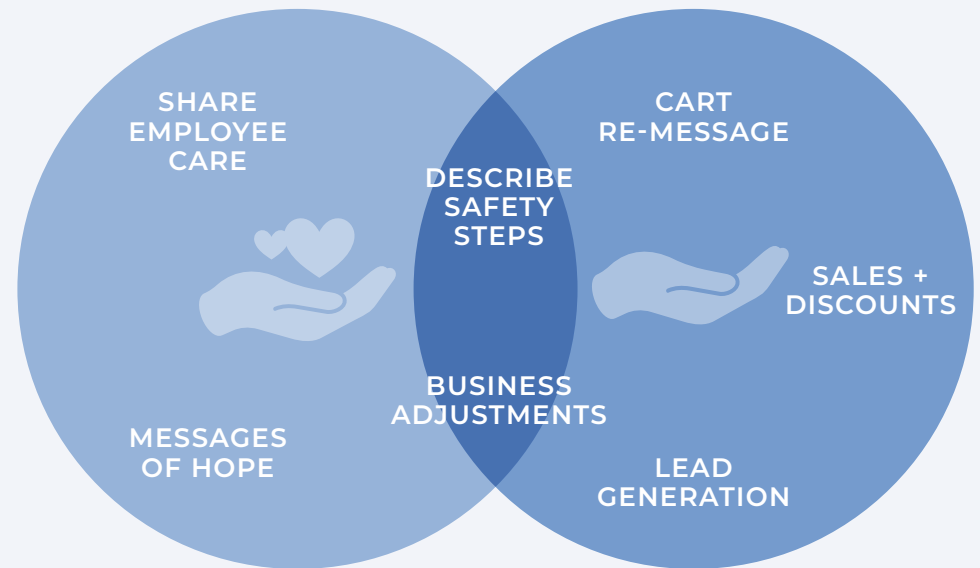 SHARE
EMPLOYEE
CARE
MESSAGES
OF HOPE
DESCRIBE
SAFETY
STEPS
BUSINESS
ADJUSTMENTS
CART
RE-MESSAGE
SALES +
DISCOUNTS
LEAD
GENERATION